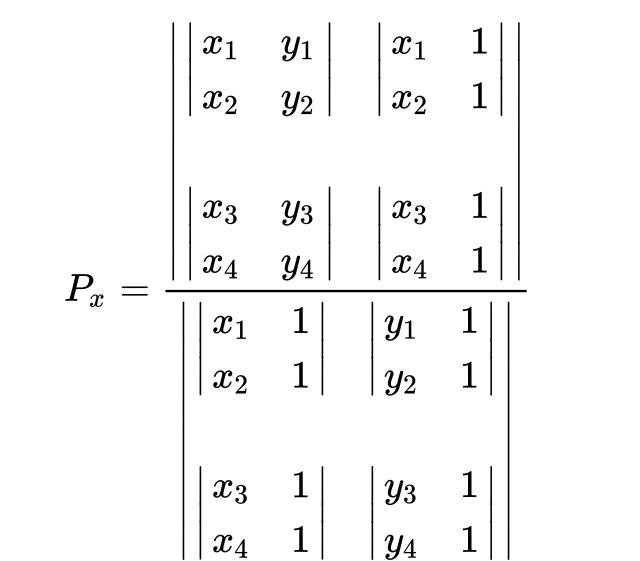 x₁ y₁ x₁ 1
x₂ y₂ x₂ 1
x₃ y₃ x₃ 1
x₄ y₄ x₄ 1
Pₓ =
x₁ 1 y₁ 1
x₂ 1 y₂ 1
x₃ 1 y₃ 1
x₄ 1 y₄ 1